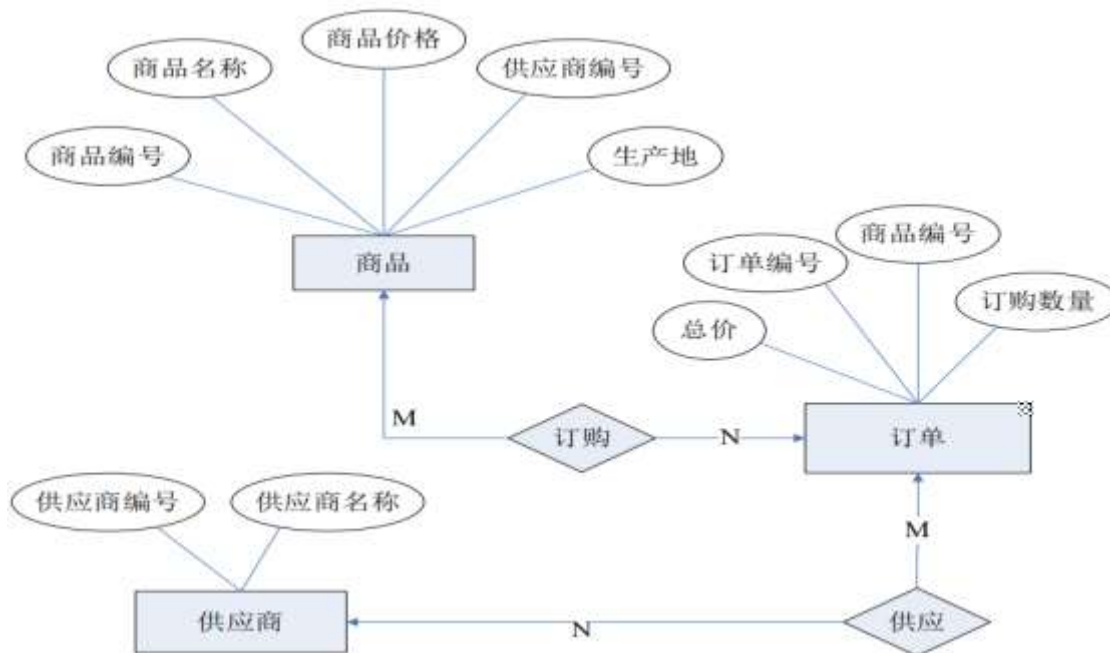 商品价格
商品名称
供应商编号
商品编号
生产地
商品
商品编号
订单编号
订购数量
总价
M
订购
N
订单
供应商编号
供应商名称
M
供应商
N
供应